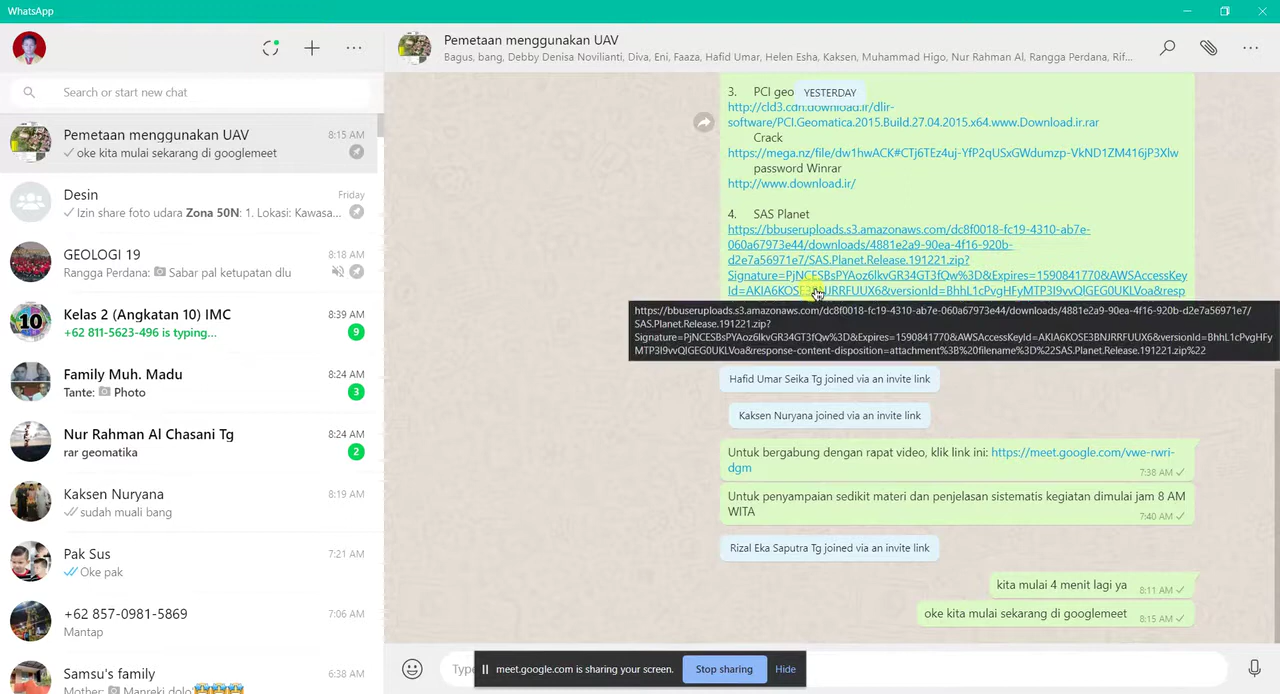 WhatsApp
Search or start new chat
Pemetaan menggunakan UAV
8:15 AM
oke kita mulai sekarang di googlemeet
Desin
Friday
Izin share foto udara Zona 50N: 1. Lokasi: Kawasa...
GEOLOGI 19
8:18 AM
Rangga Perdana: Sabar pal ketupatan dlu
10
Kelas 2 (Angkatan 10) IMC
8:39 AM
+62 811-5623-496 is typing...
9
Family Muh. Madu
8:24 AM
Tante: Photo
3
Nur Rahman Al Chasani Tg
8:24 AM
rar geomatika
2
Kaksen Nuryana
8:19 AM
sudah muali bang
Pak Sus
7:21 AM
Oke pak
+62 857-0981-5869
7:06 AM
Mantap
Samsu's family
6:38 AM
Mother: Manreki dolo'
Pemetaan menggunakan UAV
Bagus, bang, Debby Denisa Novilianti, Diva, Eni, Faaza, Hafid Umar, Helen Esha, Kaksen, Muhammad Higo, Nur Rahman Al, Rangga Perdana, Rif...
YESTERDAY
3. PCI geo
http://cld3.cdn.download.ir/dlir-
software/PCI.Geomatica.2015.Build.27.04.2015.x64.www.Download.ir.rar
Crack
https://mega.nz/file/dw1hwACK#CTj6TEz4uj-YfP2qUSxGWdumzp-VkND1ZM416jP3Xlw
password Winrar
http://www.download.ir/
4. SAS Planet
https://bbuseruploads.s3.amazonaws.com/dc8f0018-fc19-4310-ab7e-
060a67973e44/downloads/4881e2a9-90ea-4f16-920b-
d2e7a56971e7/SAS.Planet.Release.191221.zip?
Signature=PjNCESBsPYAoz6lkvGR34GT3fQw%3D&Expires=1590841770&AWSAccessKey
Id=AKIA6KOSE3BNJRRFUUX6&versionId=BhhL1cPvgHFyMTP3I9vvQlGEG0UKLVoa&resp
https://bbuseruploads.s3.amazonaws.com/dc8f0018-fc19-4310-ab7e-060a67973e44/downloads/4881e2a9-90ea-4f16-920b-d2e7a56971e7/
SAS.Planet.Release.191221.zip?
Signature=PjNCESBsPYAoz6lkvGR34GT3fQw%3D&Expires=1590841770&AWSAccessKeyId=AKIA6KOSE3BNJRRFUUX6&versionId=BhhL1cPvgHFy
MTP3I9vvQlGEG0UKLVoa&response-content-disposition=attachment%3B%20filename%3D%22SAS.Planet.Release.191221.zip%22
Hafid Umar Seika Tg joined via an invite link
Kaksen Nuryana joined via an invite link
Untuk bergabung dengan rapat video, klik link ini: https://meet.google.com/vwe-rwri-
dgm
7:38 AM
Untuk penyampaian sedikit materi dan penjelasan sistematis kegiatan dimulai jam 8 AM
WITA
7:40 AM
Rizal Eka Saputra Tg joined via an invite link
kita mulai 4 menit lagi ya
8:11 AM
oke kita mulai sekarang di googlemeet
8:15 AM
Type
meet.google.com is sharing your screen.
Stop sharing
Hide